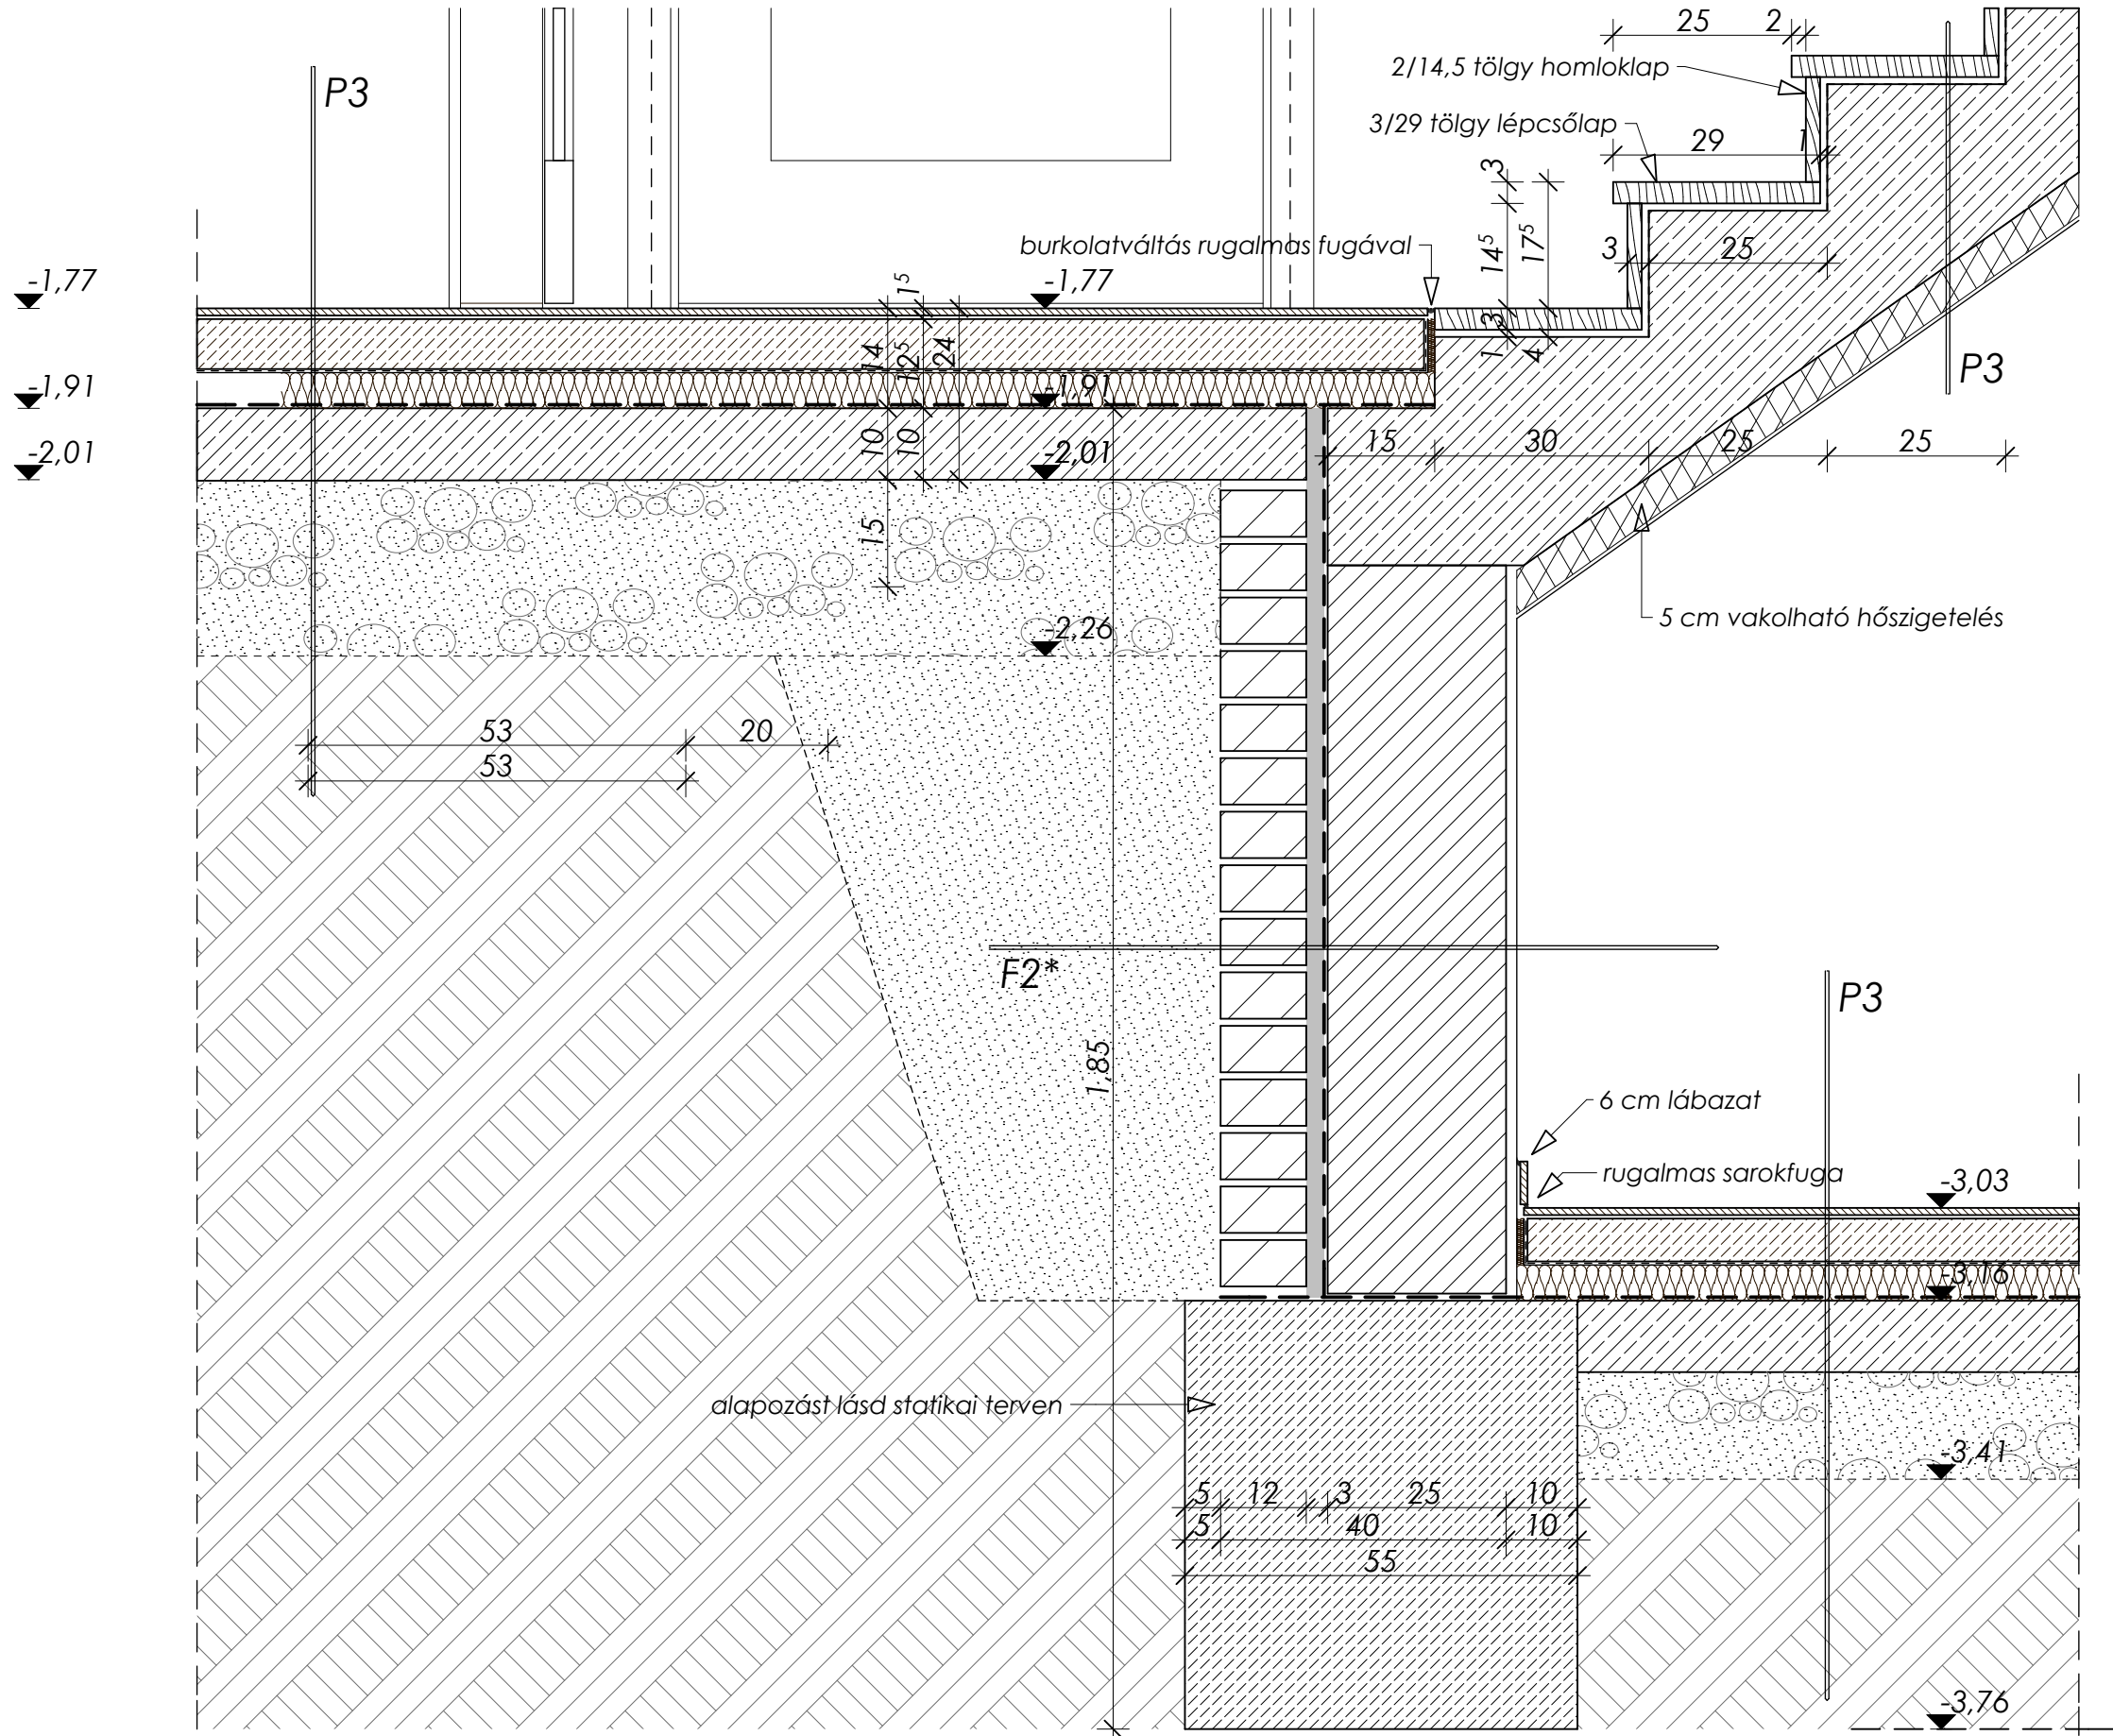 25 2
2/14,5 tölgy homloklap
P3
3/29 tölgy lépcsőlap
29 1
3
14⁵ 17⁵
burkolatváltás rugalmas fugával
3 25
-1,77
-1,77
1⁵
14 12⁵ 24
1 3
4
P3
-1,91
-1,91
-2,01
10 10
-2,01
15 30 25 25
15
5 cm vakolható hőszigetelés
-2,26
53 20
53
F2*
P3
1,85
6 cm lábazat
rugalmas sarokfuga
-3,03
-3,16
alapozást lásd statikai terven
-3,41
5 12 3 25 10
5 40 10
55
-3,76